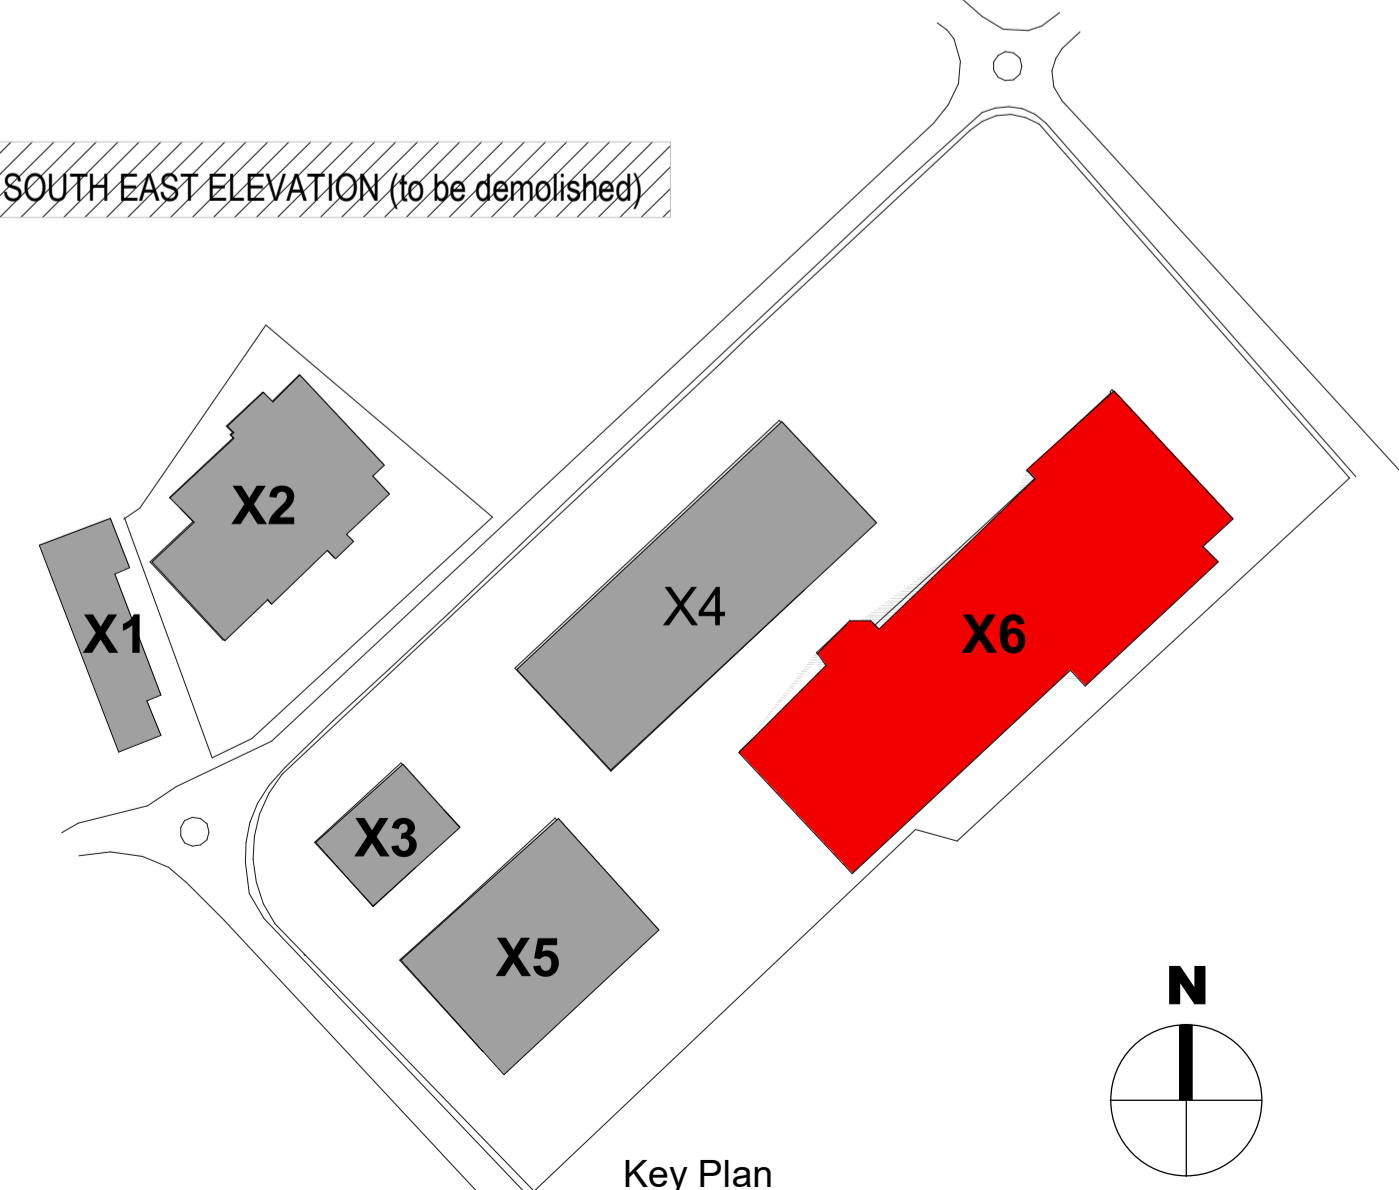 SOUTH EAST ELEVATION (to be demolished)
X2
X1
X4
X6
X3
X5
N
Key Plan